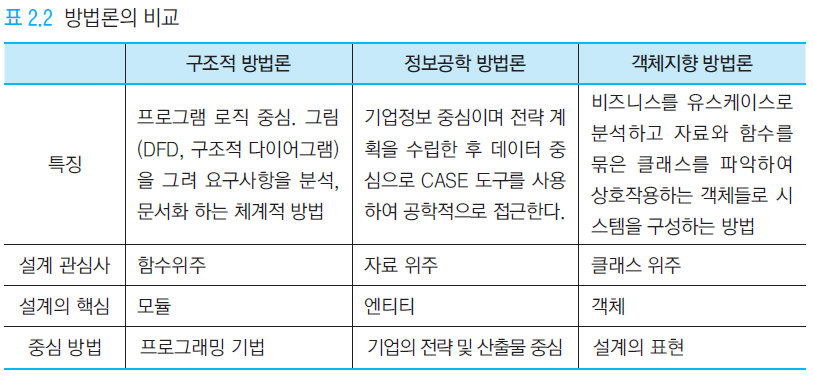 표 2.2 방법론의 비교
구조적 방법론 정보공학 방법론 객체지향 방법론
특징
프로그램 로직 중심. 그림
(DFD, 구조적 다이어그램)
을 그려 요구사항을 분석,
문서화 하는 체계적 방법
기업정보 중심이며 전략 계
획을 수립한 후 데이터 중
심으로 CASE 도구를 사용
하여 공학적으로 접근한다.
비즈니스를 유스케이스로
분석하고 자료와 함수를
묶은 클래스를 파악하여
상호작용하는 객체들로 시
스템을 구성하는 방법
설계 관심사 함수위주 자료 위주 클래스 위주
설계의 핵심 모듈 엔티티 객체
중심 방법 프로그래밍 기법 기업의 전략 및 산출물 중심 설계의 표현